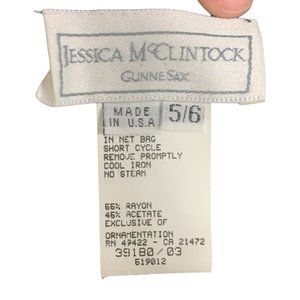 JESSICA McCLINTOCK
GUNNE SAX
MADE
IN U.S.A
5/6
IN NET BAG
SHORT CYCLE
REMOVE PROMPTLY
COOL IRON
NO STEAM
55% RAYON
45% ACETATE
EXCLUSIVE OF
ORNAMENTATION
RN 49422 - CA 21472
39180/03
519012